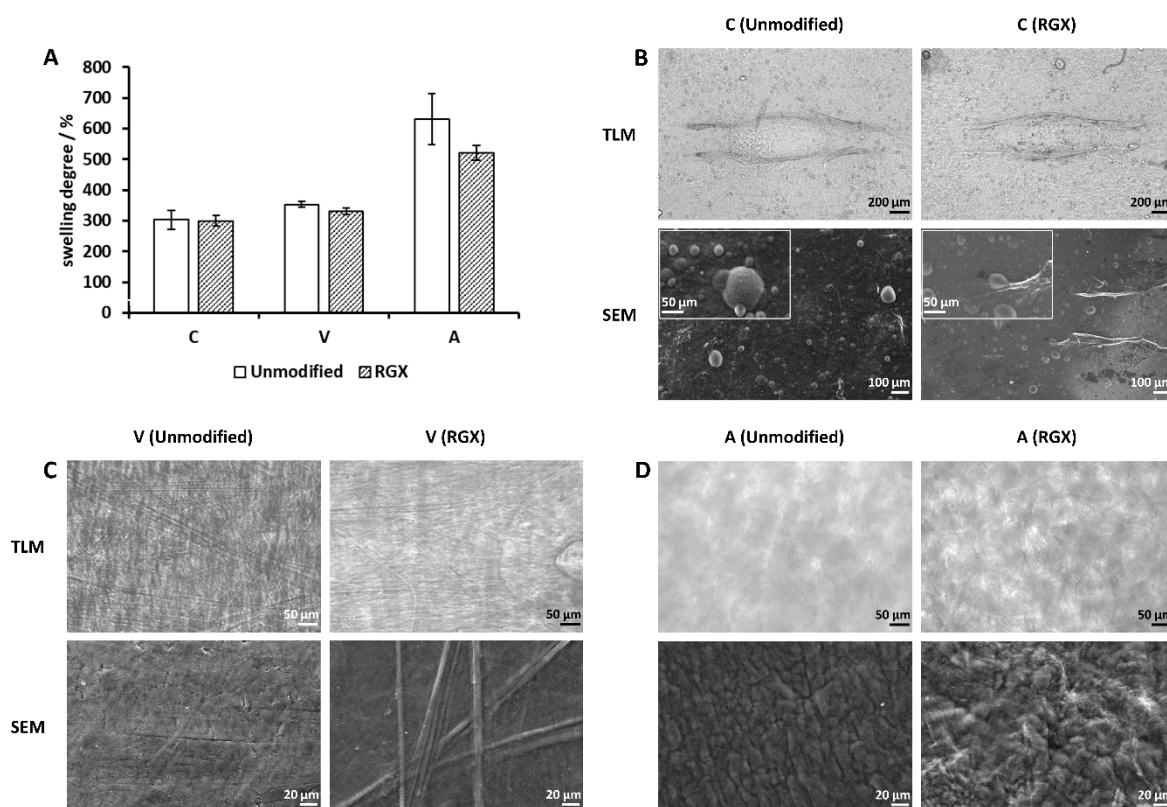 A
swelling degree / %
800
700
600
500
400
300
200
100
0
C V A
Unmodified RGX
B
C (Unmodified) C (RGX)
TLM
200 µm 200 µm
SEM
50 µm 50 µm
100 µm 100 µm
V (Unmodified) V (RGX)
C
TLM
50 µm 50 µm
SEM
20 µm 20 µm
A (Unmodified) A (RGX)
D
50 µm 50 µm
20 µm 20 µm